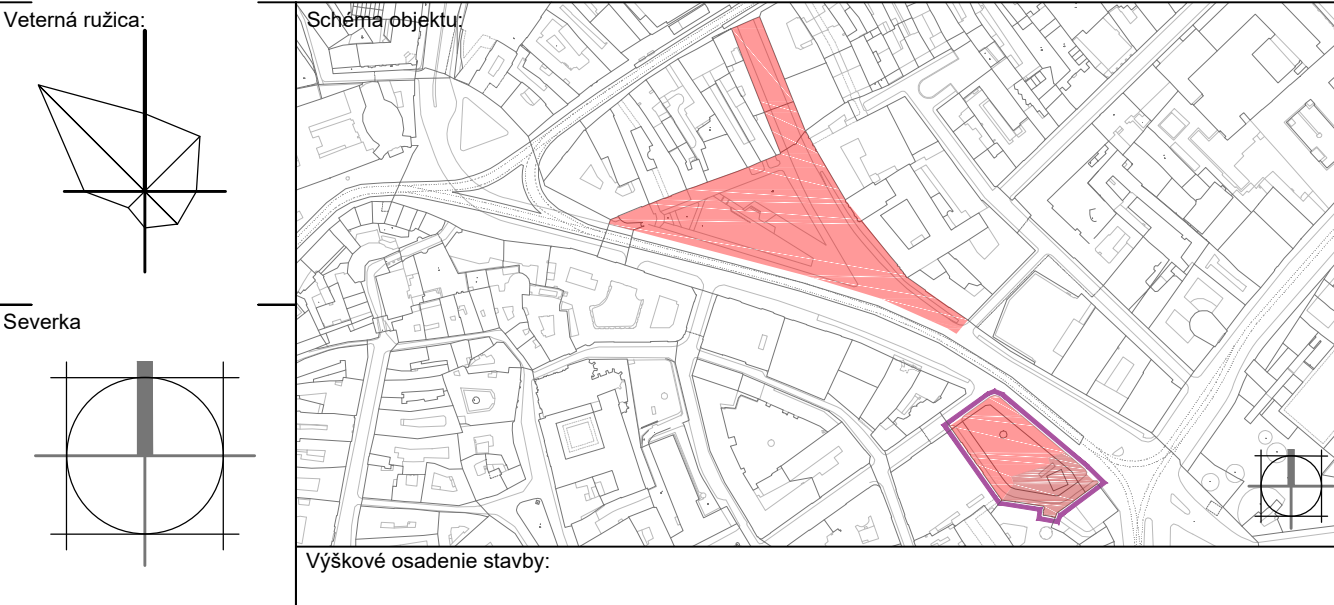 Veterná ružica:
Schéma objektu:
Severka
Výškové osadenie stavby: